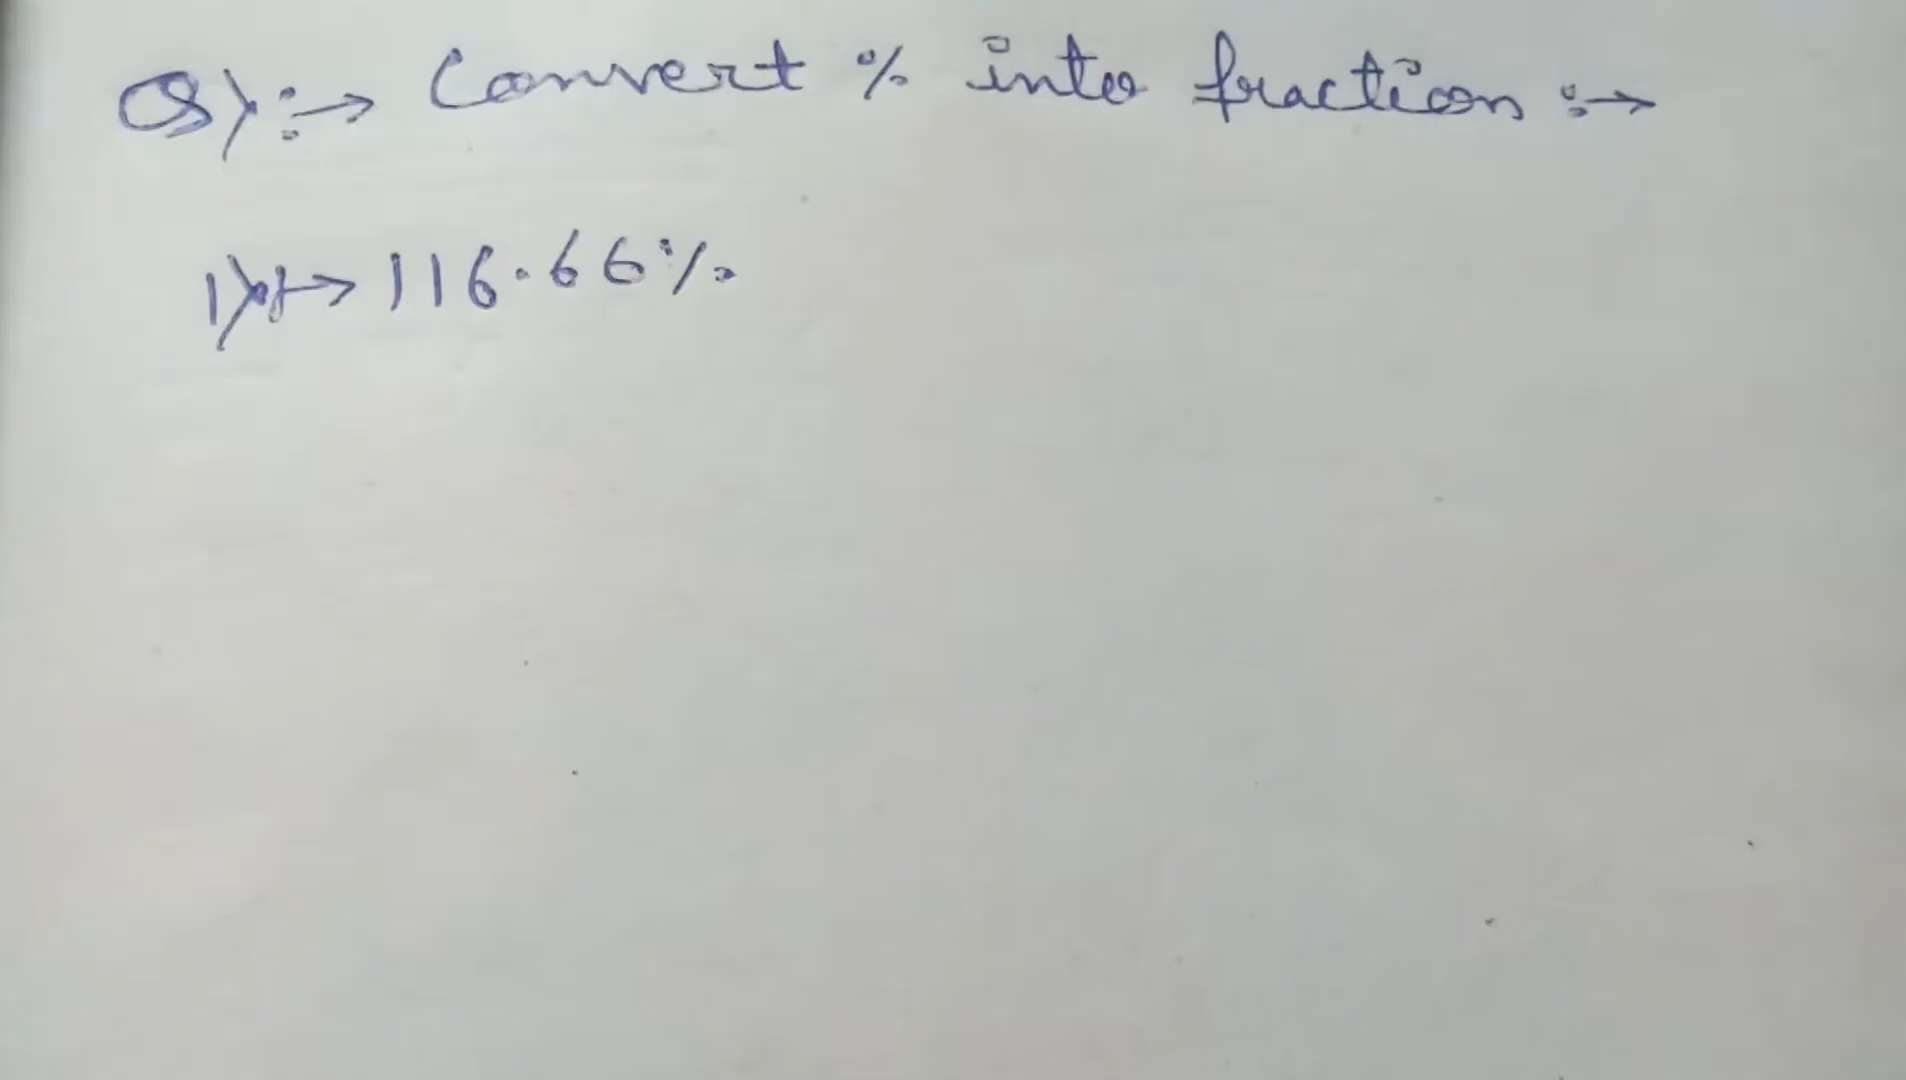 Q):→ Convert % into fraction :→
1):→ 116.66%